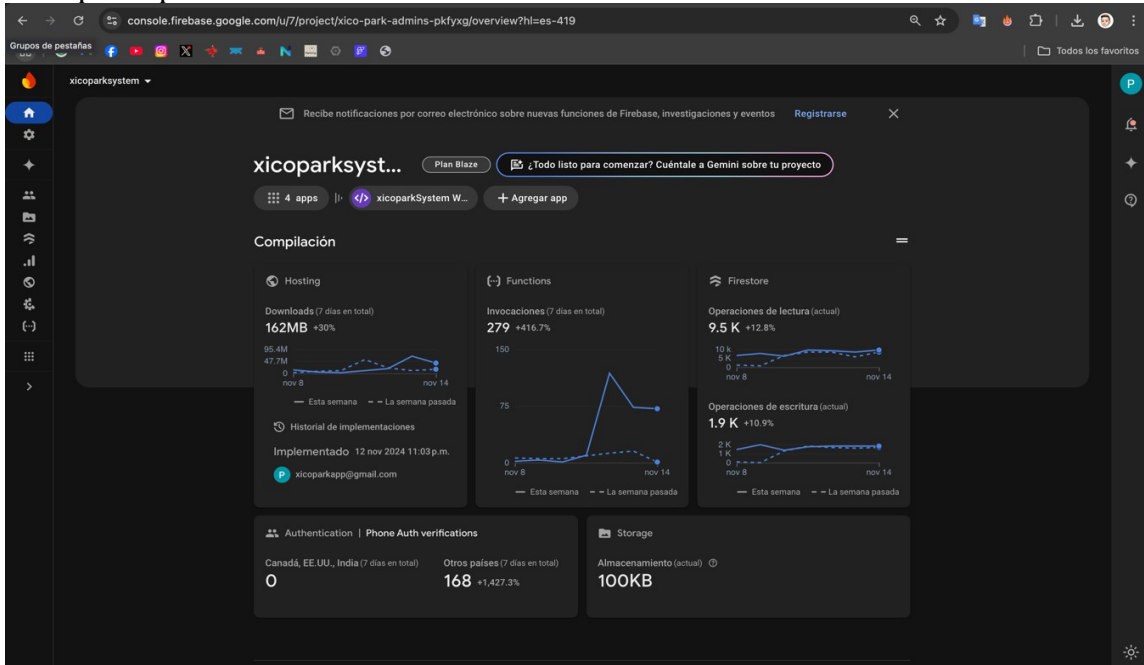 console.firebase.google.com/u/7/project/xico-park-admins-pkfyxg/overview?hl=es-419
Grupos de pestañas
Todos los favoritos
xicoparksystem
P
Recibe notificaciones por correo electrónico sobre nuevas funciones de Firebase, investigaciones y eventos Registrarse
xicoparksyst... Plan Blaze ¿Todo listo para comenzar? Cuéntale a Gemini sobre tu proyecto
4 apps xicoparkSystem W... + Agregar app
Compilación
Hosting
Downloads (7 días en total)
162MB +30%
95.4M
47.7M
0
nov 8 nov 14
Esta semana La semana pasada
Historial de implementaciones
Implementado 12 nov 2024 11:03 p.m.
P xicoparkapp@gmail.com
Functions
Invocaciones (7 días en total)
279 +416.7%
150
75
0
nov 8 nov 14
Esta semana La semana pasada
Firestore
Operaciones de lectura (actual)
9.5 K +12.8%
10 k
5 K
0
nov 8 nov 14
Operaciones de escritura (actual)
1.9 K +10.9%
2 K
1 K
0
nov 8 nov 14
Esta semana La semana pasada
Authentication | Phone Auth verifications
Canadá, EE.UU., India (7 días en total) Otros países (7 días en total)
0 168 +1,427.3%
Storage
Almacenamiento (actual)
100KB